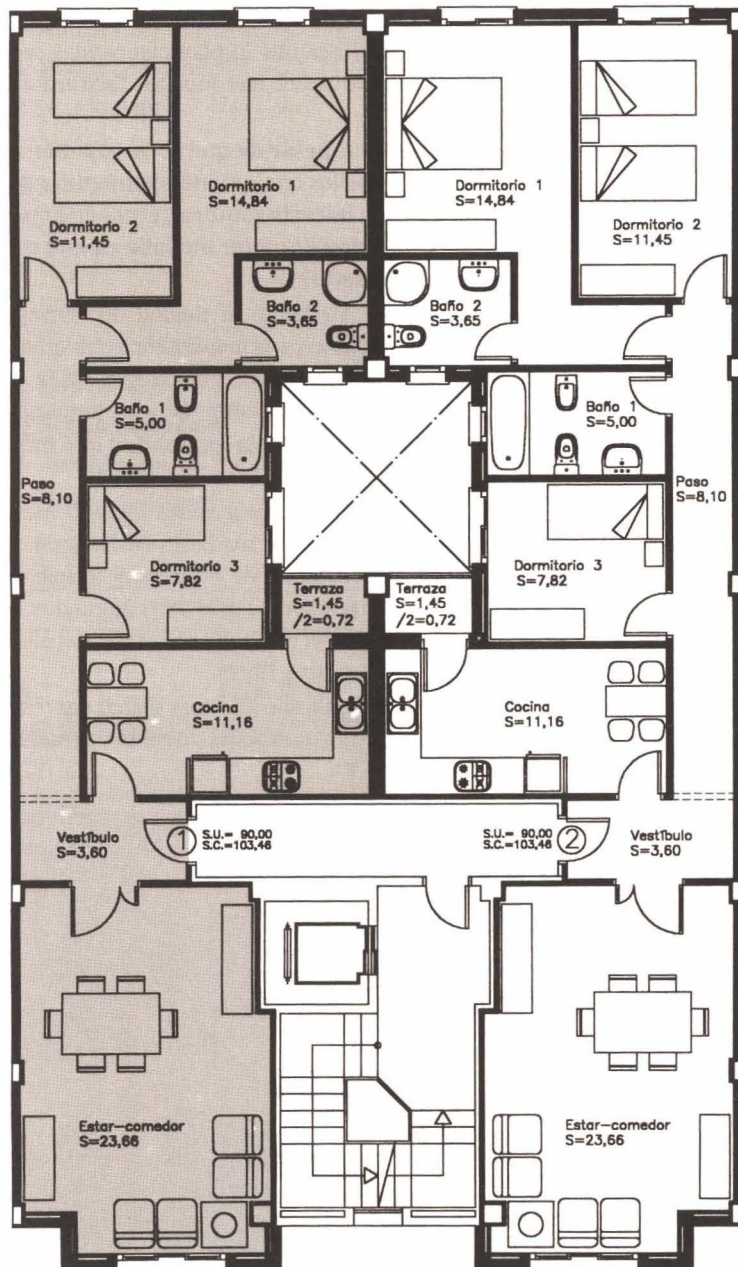 Dormitorio 1
S=14,84
Dormitorio 1
S=14,84
Dormitorio 2
S=11,45
Dormitorio 2
S=11,45
Baño 2
S=3,65
Baño 2
S=3,65
Baño 1
S=5,00
Baño 1
S=5,00
Paso
S=8,10
Paso
S=8,10
Dormitorio 3
S=7,82
Dormitorio 3
S=7,82
Terraza
S=1,45
/2=0,72
Terraza
S=1,45
/2=0,72
Cocina
S=11,16
Cocina
S=11,16
Vestíbulo
S=3,60
1
S.U.= 90,00
S.C.=103,46
S.U.= 90,00
S.C.=103,46
2
Vestíbulo
S=3,60
Estar-comedor
S=23,66
Estar-comedor
S=23,66